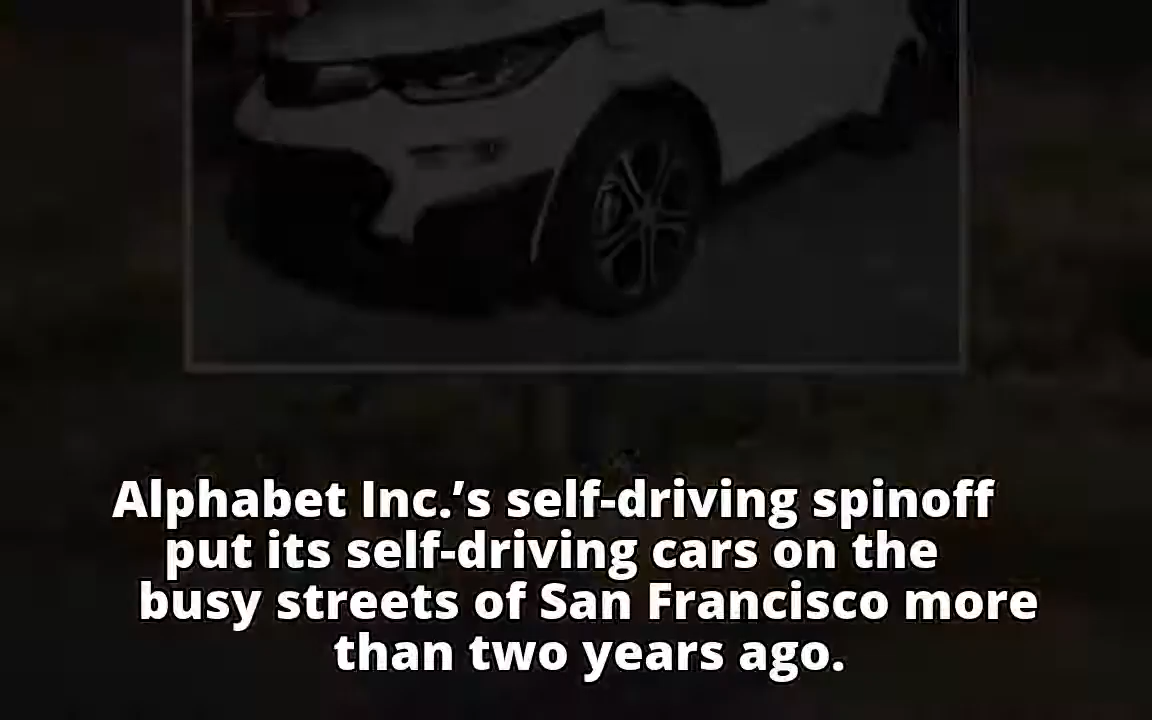 Alphabet Inc.’s self-driving spinoff
put its self-driving cars on the
busy streets of San Francisco more
than two years ago.